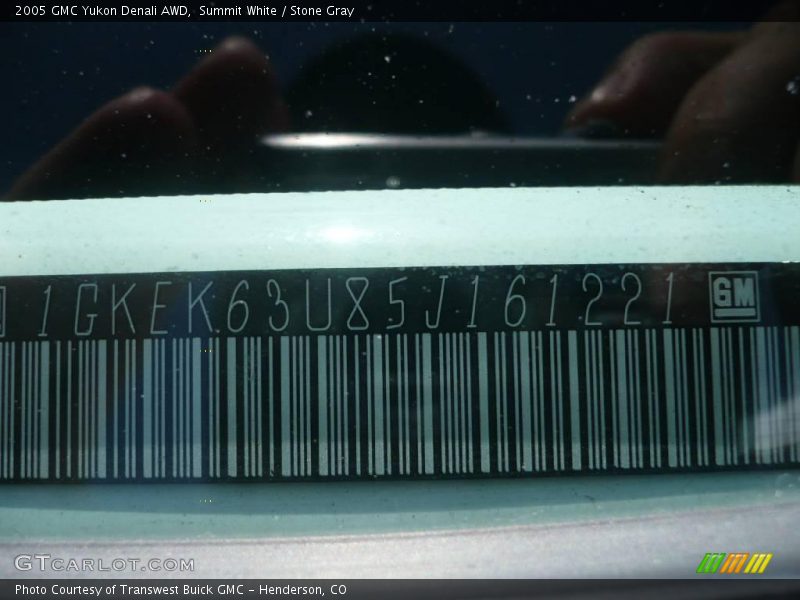 2005 GMC Yukon Denali AWD, Summit White / Stone Gray
1GKEK63U85J161221 GM
GTCARLOT.COM
Photo Courtesy of Transwest Buick GMC - Henderson, CO